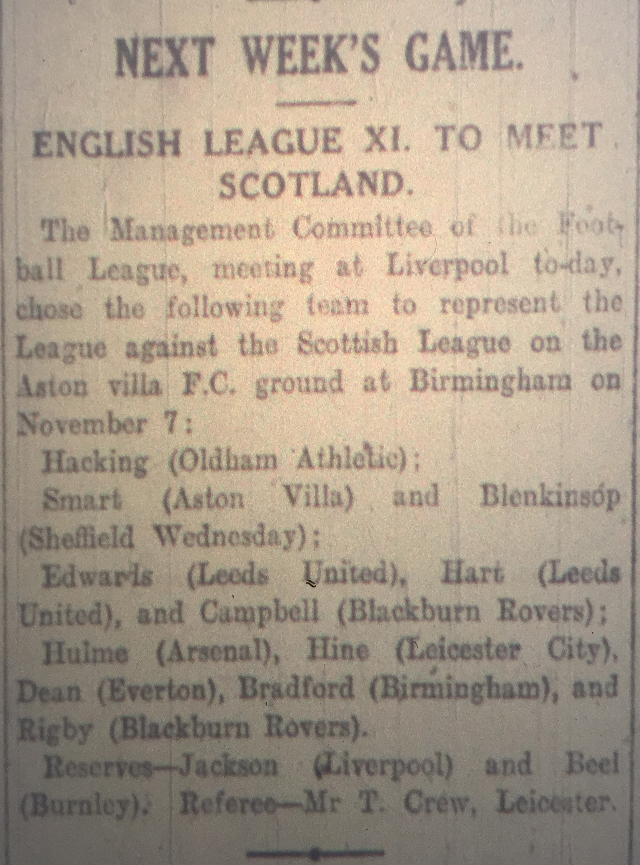 NEXT WEEK'S GAME.
ENGLISH LEAGUE XI. TO MEET
SCOTLAND.
The Management Committee of the Foot-
ball League, meeting at Liverpool to-day,
chose the following team to represent the
League against the Scottish League on the
Aston villa F.C. ground at Birmingham on
November 7:
Hacking (Oldham Athletic);
Smart (Aston Villa) and Blenkinsop
(Sheffield Wednesday);
Edwards (Leeds United), Hart (Leeds
United), and Campbell (Blackburn Rovers);
Hulme (Arsenal), Hine (Leicester City),
Dean (Everton), Bradford (Birmingham), and
Rigby (Blackburn Rovers).
Reserves—Jackson (Liverpool) and Beel
(Burnley). Referee—Mr T. Crew, Leicester.